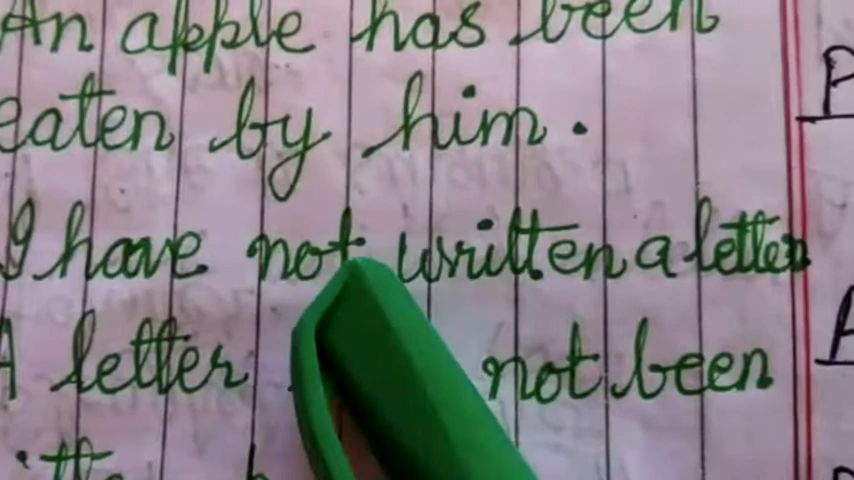 An apple has been
eaten by him.
I have not written a letter
A letter not been
P